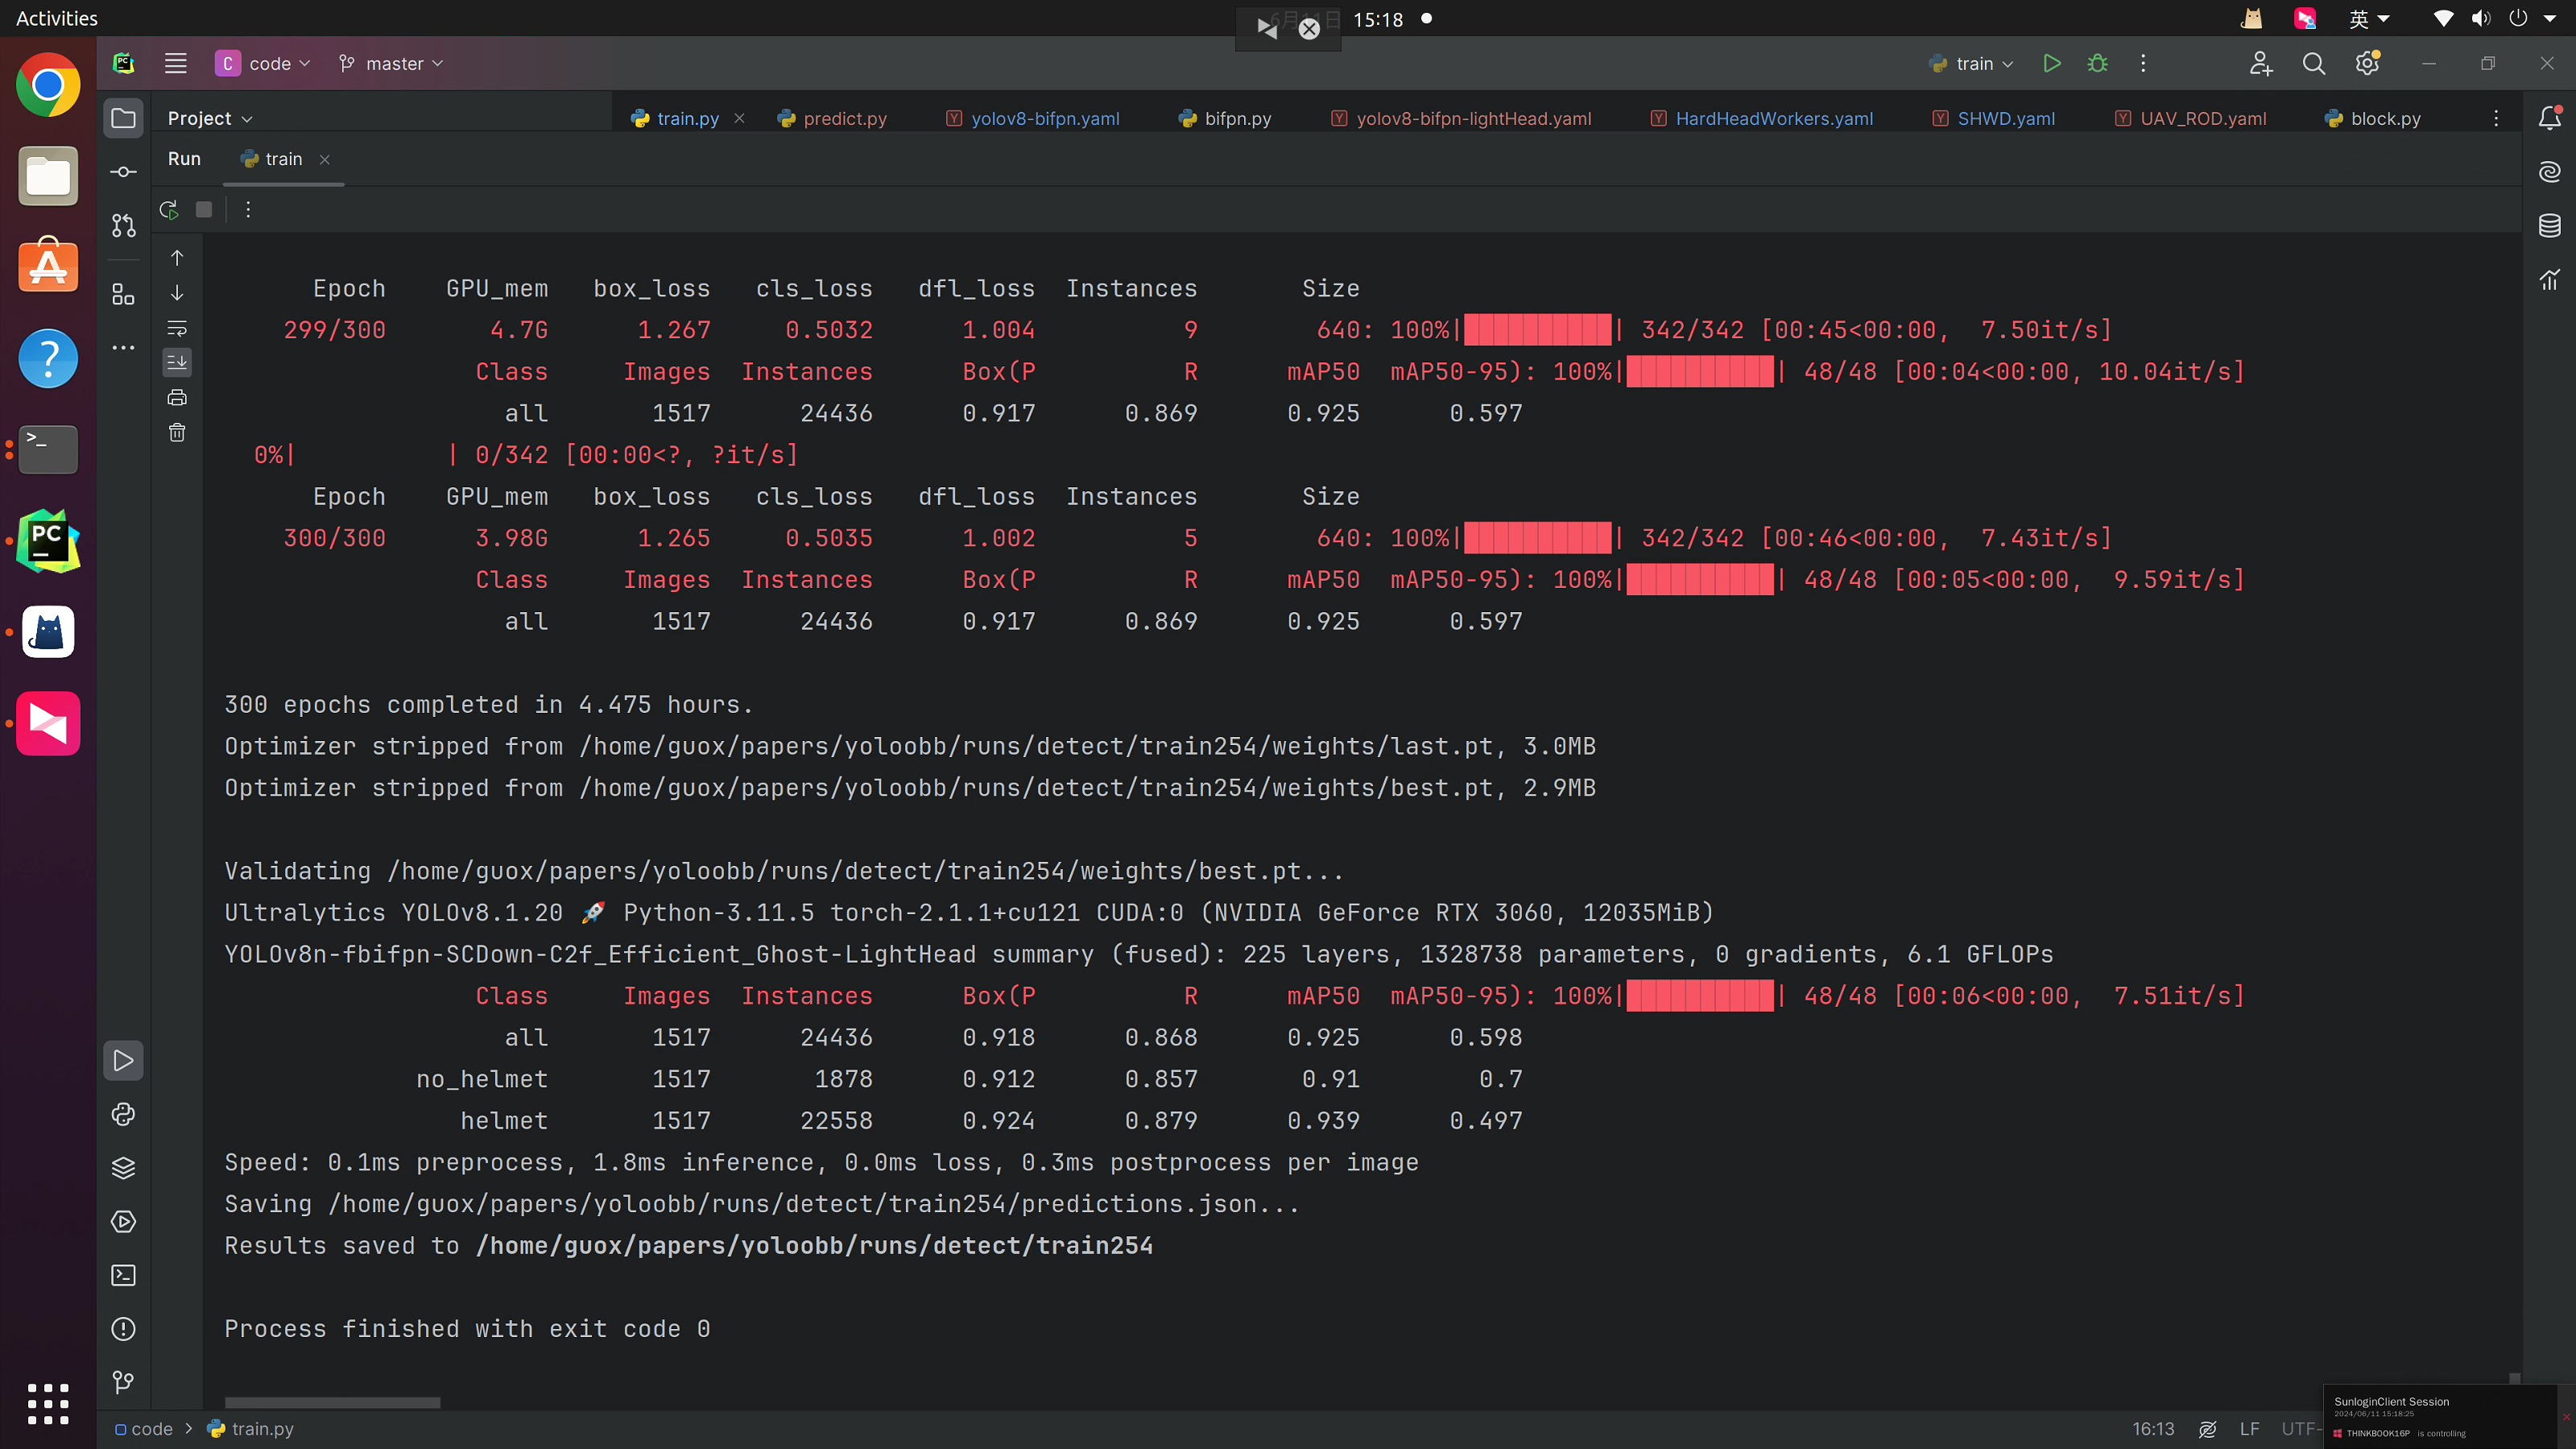 Activities
6月11日 15:18
英
code master train
Project train.py predict.py yolov8-bifpn.yaml bifpn.py yolov8-bifpn-lightHead.yaml HardHeadWorkers.yaml SHWD.yaml UAV_ROD.yaml block.py
Run train
Epoch GPU_mem box_loss cls_loss dfl_loss Instances Size
299/300 4.7G 1.267 0.5032 1.004 9 640: 100%|██████████| 342/342 [00:45<00:00, 7.50it/s]
Class Images Instances Box(P R mAP50 mAP50-95): 100%|██████████| 48/48 [00:04<00:00, 10.04it/s]
all 1517 24436 0.917 0.869 0.925 0.597
0%| | 0/342 [00:00<?, ?it/s]
Epoch GPU_mem box_loss cls_loss dfl_loss Instances Size
300/300 3.98G 1.265 0.5035 1.002 5 640: 100%|██████████| 342/342 [00:46<00:00, 7.43it/s]
Class Images Instances Box(P R mAP50 mAP50-95): 100%|██████████| 48/48 [00:05<00:00, 9.59it/s]
all 1517 24436 0.917 0.869 0.925 0.597
300 epochs completed in 4.475 hours.
Optimizer stripped from /home/guox/papers/yoloobb/runs/detect/train254/weights/last.pt, 3.0MB
Optimizer stripped from /home/guox/papers/yoloobb/runs/detect/train254/weights/best.pt, 2.9MB
Validating /home/guox/papers/yoloobb/runs/detect/train254/weights/best.pt...
Ultralytics YOLOv8.1.20 🚀 Python-3.11.5 torch-2.1.1+cu121 CUDA:0 (NVIDIA GeForce RTX 3060, 12035MiB)
YOLOv8n-fbifpn-SCDown-C2f_Efficient_Ghost-LightHead summary (fused): 225 layers, 1328738 parameters, 0 gradients, 6.1 GFLOPs
Class Images Instances Box(P R mAP50 mAP50-95): 100%|██████████| 48/48 [00:06<00:00, 7.51it/s]
all 1517 24436 0.918 0.868 0.925 0.598
no_helmet 1517 1878 0.912 0.857 0.91 0.7
helmet 1517 22558 0.924 0.879 0.939 0.497
Speed: 0.1ms preprocess, 1.8ms inference, 0.0ms loss, 0.3ms postprocess per image
Saving /home/guox/papers/yoloobb/runs/detect/train254/predictions.json...
Results saved to /home/guox/papers/yoloobb/runs/detect/train254
Process finished with exit code 0
code > train.py 16:13 LF UTF-
SunloginClient Session
2024/06/11 15:18:25
THINKBOOK16P is controlling